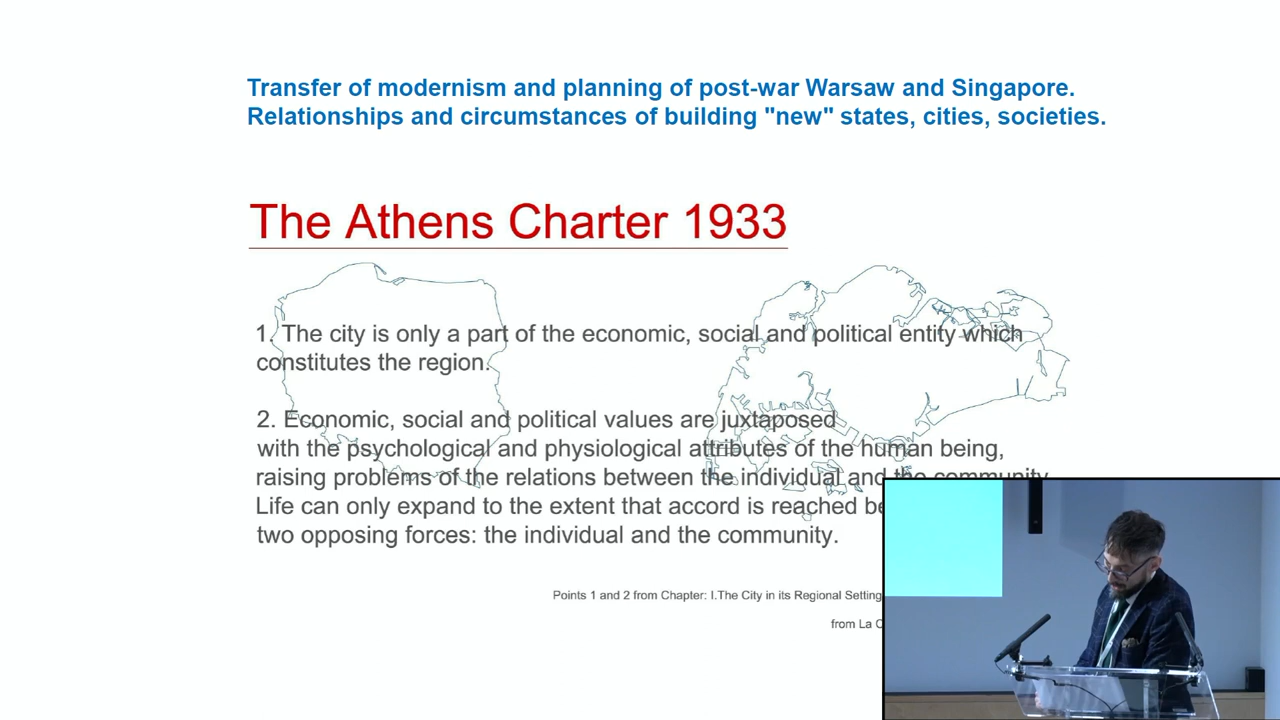 Transfer of modernism and planning of post-war Warsaw and Singapore.
Relationships and circumstances of building "new" states, cities, societies.
The Athens Charter 1933
1. The city is only a part of the economic, social and political entity which
constitutes the region.
2. Economic, social and political values are juxtaposed
with the psychological and physiological attributes of the human being,
raising problems of the relations between the individual and the community.
Life can only expand to the extent that accord is reached
two opposing forces: the individual and the community.
Points 1 and 2 from Chapter: I.The City in its Regional Setting
from La